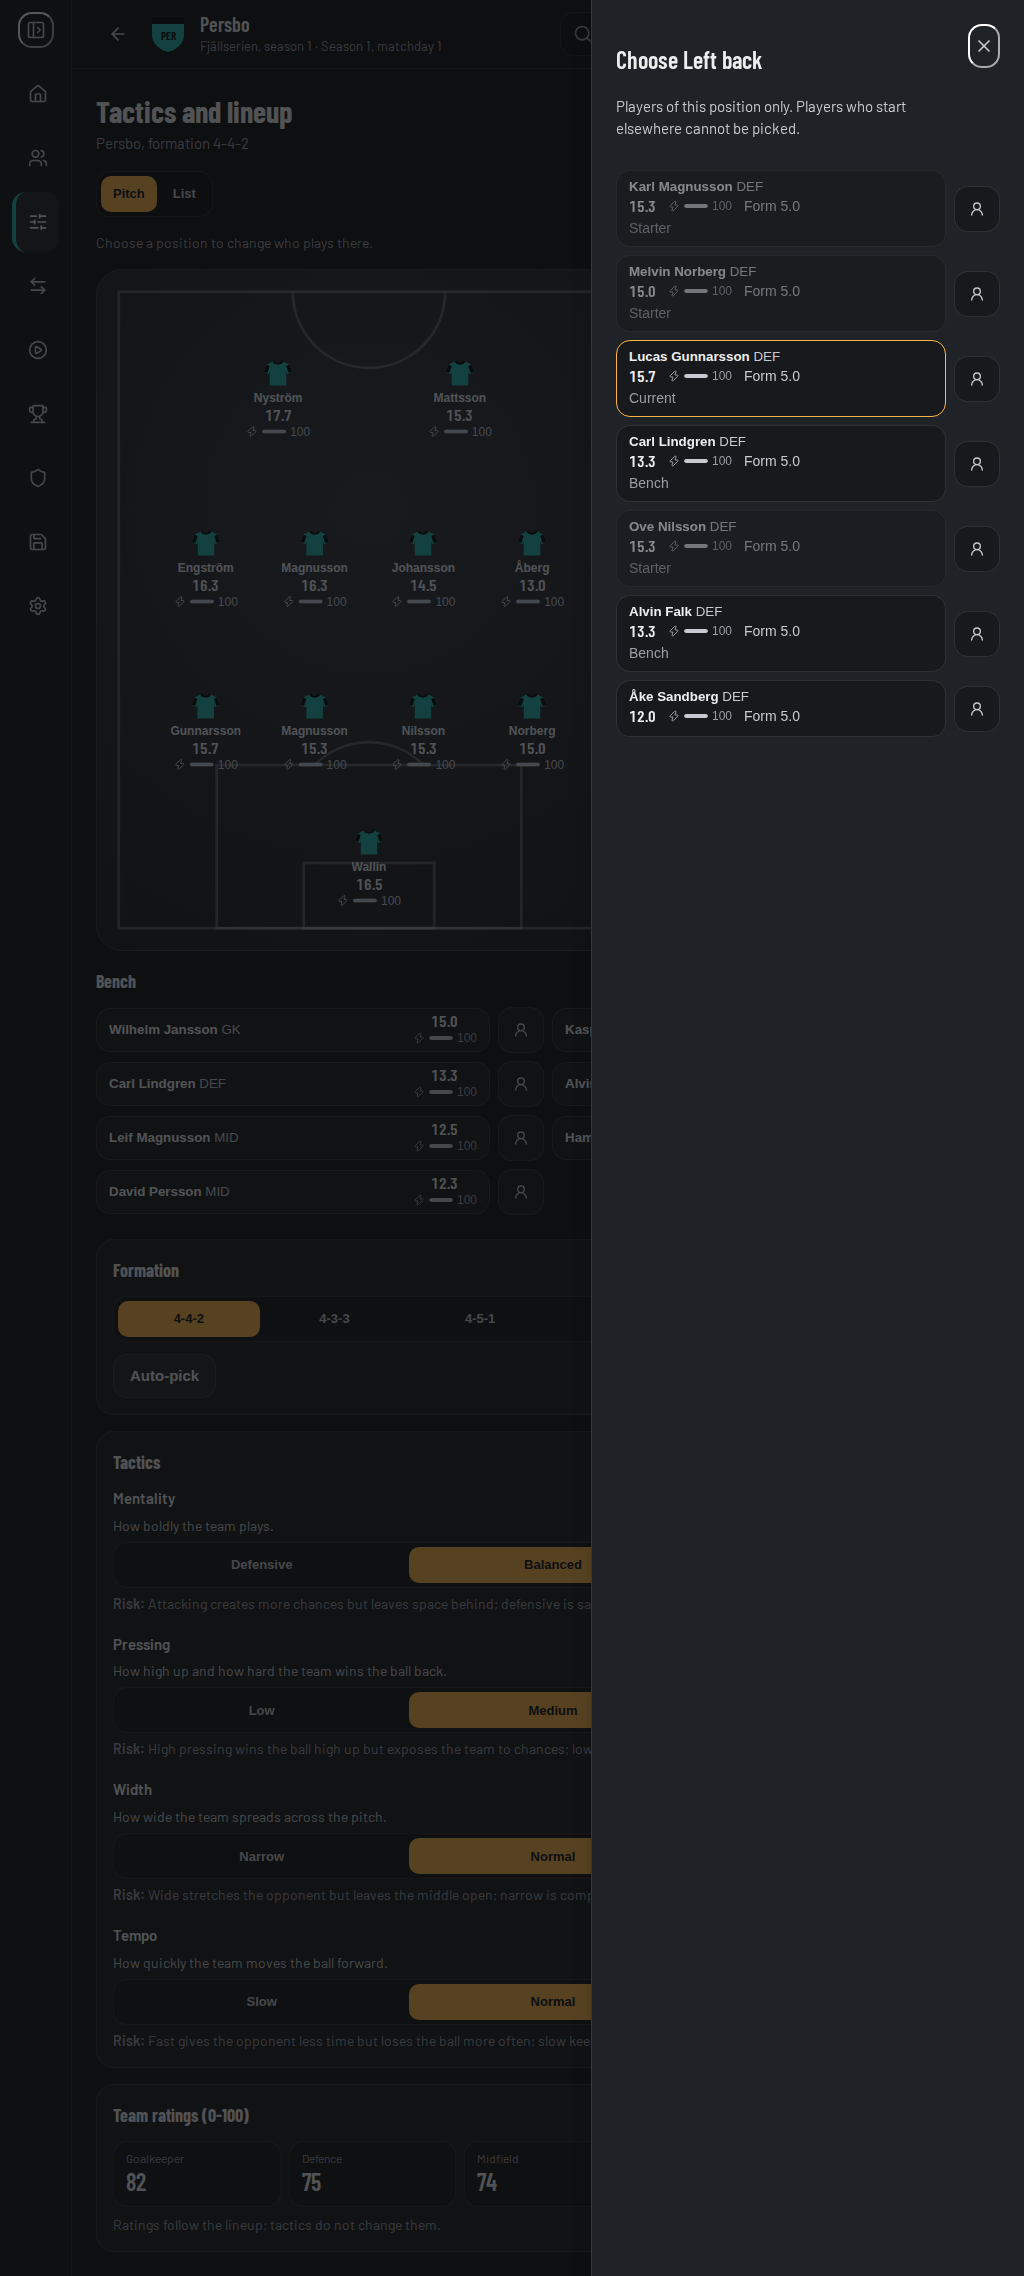 PER
Persbo
Fjällserien, season 1 · Season 1, matchday 1
Tactics and lineup
Persbo, formation 4-4-2
Pitch List
Choose a position to change who plays there.
Nyström Mattsson
17.7 15.3
100 100
Engström Magnusson Johansson Åberg
16.3 16.3 14.5 13.0
100 100 100 100
Gunnarsson Magnusson Nilsson Norberg
15.7 15.3 15.3 15.0
100 100 100 100
Wallin
16.5
100
Bench
Wilhelm Jansson GK 15.0 100
Carl Lindgren DEF 13.3 100
Leif Magnusson MID 12.5 100
Ham
David Persson MID 12.3 100
Formation
4-4-2 4-3-3 4-5-1
Auto-pick
Tactics
Mentality
How boldly the team plays.
Defensive Balanced
Risk: Attacking creates more chances but leaves space behind; defensive is
Pressing
How high up and how hard the team wins the ball back.
Low Medium
Risk: High pressing wins the ball high up but exposes the team to chances; low
Width
How wide the team spreads across the pitch.
Narrow Normal
Risk: Wide stretches the opponent but leaves the middle open; narrow is
Tempo
How quickly the team moves the ball forward.
Slow Normal
Risk: Fast gives the opponent less time but loses the ball more often; slow
Team ratings (0-100)
Goalkeeper Defence Midfield
82 75 74
Ratings follow the lineup; tactics do not change them.
Choose Left back
Players of this position only. Players who start
elsewhere cannot be picked.
Karl Magnusson DEF
15.3 100 Form 5.0
Starter
Melvin Norberg DEF
15.0 100 Form 5.0
Starter
Lucas Gunnarsson DEF
15.7 100 Form 5.0
Current
Carl Lindgren DEF
13.3 100 Form 5.0
Bench
Ove Nilsson DEF
15.3 100 Form 5.0
Starter
Alvin Falk DEF
13.3 100 Form 5.0
Bench
Åke Sandberg DEF
12.0 100 Form 5.0